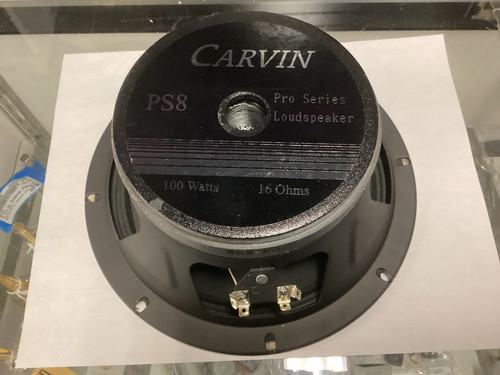 CARVIN
PS8
Pro Series
Loudspeaker
100 Watts 16 Ohms